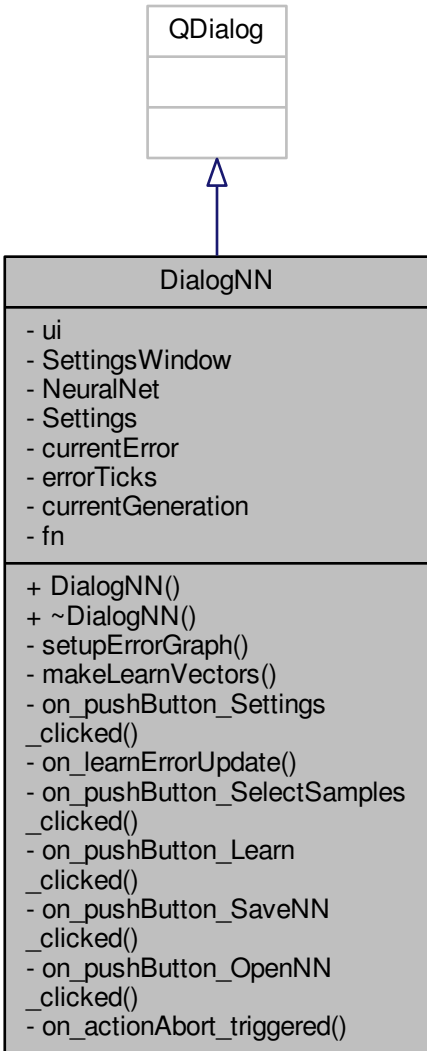 QDialog
DialogNN
- ui
- SettingsWindow
- NeuralNet
- Settings
- currentError
- errorTicks
- currentGeneration
- fn
+ DialogNN()
+ ~DialogNN()
- setupErrorGraph()
- makeLearnVectors()
- on_pushButton_Settings
_clicked()
- on_learnErrorUpdate()
- on_pushButton_SelectSamples
_clicked()
- on_pushButton_Learn
_clicked()
- on_pushButton_SaveNN
_clicked()
- on_pushButton_OpenNN
_clicked()
- on_actionAbort_triggered()